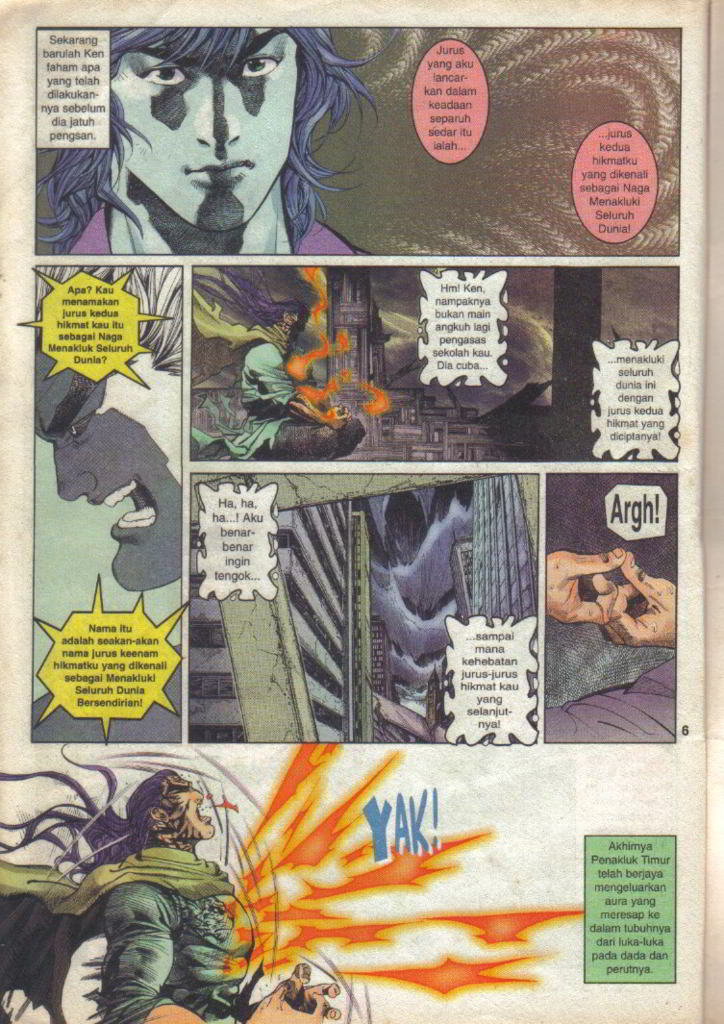 Sekarang
barulah Ken
faham apa
yang telah
dilakukan-
nya sebelum
dia jatuh
pengsan.
Jurus
yang aku
lancar-
kan dalam
keadaan
separuh
sedar itu
ialah...
...jurus
kedua
hikmatku
yang dikenali
sebagai Naga
Menakluki
Seluruh
Dunia!
Apa? Kau
menamakan
jurus kedua
hikmat kau itu
sebagai Naga
Menakluk Seluruh
Dunia?
Nama itu
adalah seakan-akan
nama jurus keenam
hikmatku yang dikenali
sebagai Menakluki
Seluruh Dunia
Bersendirian!
Hm! Ken,
nampaknya
bukan main
angkuh lagi
pengasas
sekolah kau.
Dia cuba...
...menakluki
seluruh
dunia ini
dengan
jurus kedua
hikmat yang
diciptanya!
Ha, ha,
ha...! Aku
benar-
benar
ingin
tengok...
...sampai
mana
kehebatan
jurus-jurus
hikmat kau
yang
selanjut-
nya!
Argh!
6
YAK!
Akhirnya
Penakluk Timur
telah berjaya
mengeluarkan
aura yang
meresap ke
dalam tubuhnya
dari luka-luka
pada dada dan
perutnya.